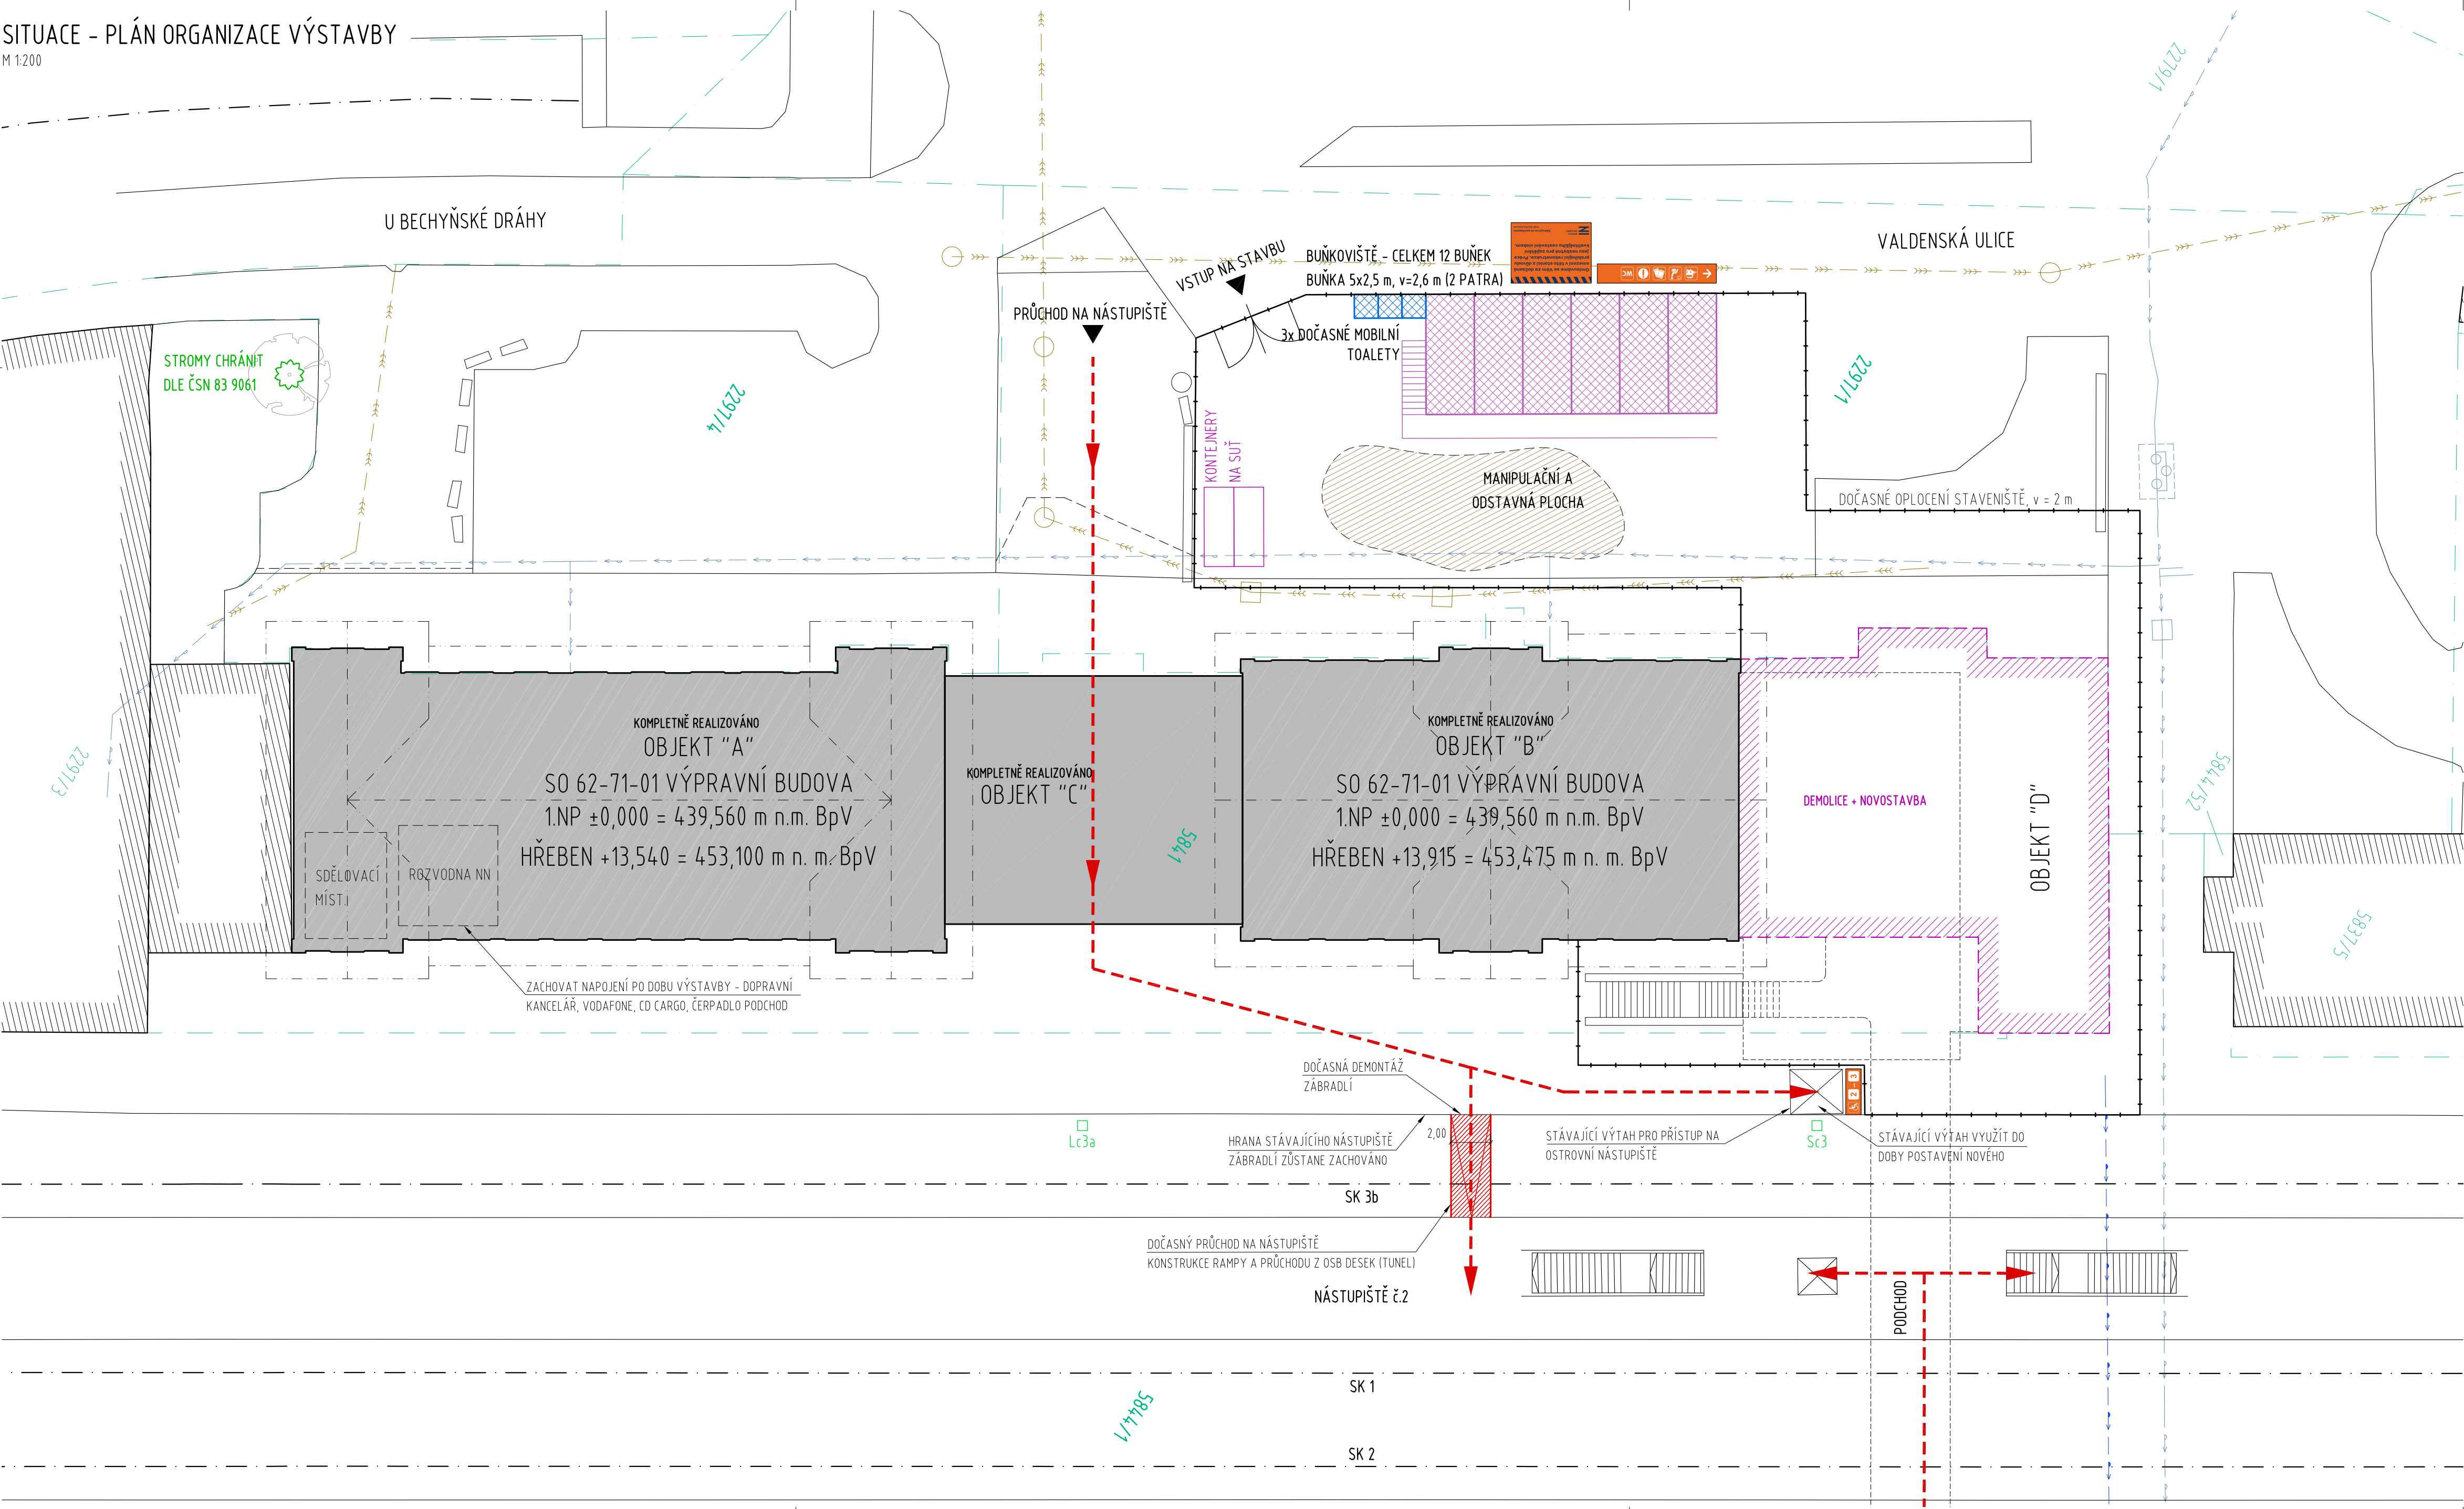 SITUACE - PLÁN ORGANIZACE VÝSTAVBY
M 1:200
2279/1
U BECHYŇSKÉ DRÁHY
VALDENSKÁ ULICE
VSTUP NA STAVBU
BUŇKOVIŠTĚ - CELKEM 12 BUNĚK
BUŇKA 5x2,5 m, v=2,6 m (2 PATRA)
WC
PRŮCHOD NA NÁSTUPIŠTĚ
3x DOČASNÉ MOBILNÍ
TOALETY
STROMY CHRÁNIT
DLE ČSN 83 9061
2297/4
2297/1
KONTEJNERY
NA SUŤ
MANIPULAČNÍ A
ODSTAVNÁ PLOCHA
DOČASNÉ OPLOCENÍ STAVENIŠTĚ, v = 2 m
2297/3
KOMPLETNĚ REALIZOVÁNO
OBJEKT "A"
SO 62-71-01 VÝPRAVNÍ BUDOVA
1.NP ±0,000 = 439,560 m n.m. BpV
HŘEBEN +13,540 = 453,100 m n. m. BpV
SDĚLOVACÍ
MÍST.
ROZVODNA NN
KOMPLETNĚ REALIZOVÁNO
OBJEKT "C"
5841
KOMPLETNĚ REALIZOVÁNO
OBJEKT "B"
SO 62-71-01 VÝPRAVNÍ BUDOVA
1.NP ±0,000 = 439,560 m n.m. BpV
HŘEBEN +13,915 = 453,475 m n. m. BpV
DEMOLICE + NOVOSTAVBA
OBJEKT "D"
5844/52
5837/5
ZACHOVAT NAPOJENÍ PO DOBU VÝSTAVBY - DOPRAVNÍ
KANCELÁŘ, VODAFONE, CD CARGO, ČERPADLO PODCHOD
DOČASNÁ DEMONTÁŽ
ZÁBRADLÍ
2 - 3
Lc3a
HRANA STÁVAJÍCÍHO NÁSTUPIŠTĚ
ZÁBRADLÍ ZŮSTANE ZACHOVÁNO
2,00
STÁVAJÍCÍ VÝTAH PRO PŘÍSTUP NA
OSTROVNÍ NÁSTUPIŠTĚ
Sc3
STÁVAJÍCÍ VÝTAH VYUŽÍT DO
DOBY POSTAVENÍ NOVÉHO
SK 3b
DOČASNÝ PRŮCHOD NA NÁSTUPIŠTĚ
KONSTRUKCE RAMPY A PRŮCHODU Z OSB DESEK (TUNEL)
NÁSTUPIŠTĚ č.2
PODCHOD
SK 1
5844/1
SK 2